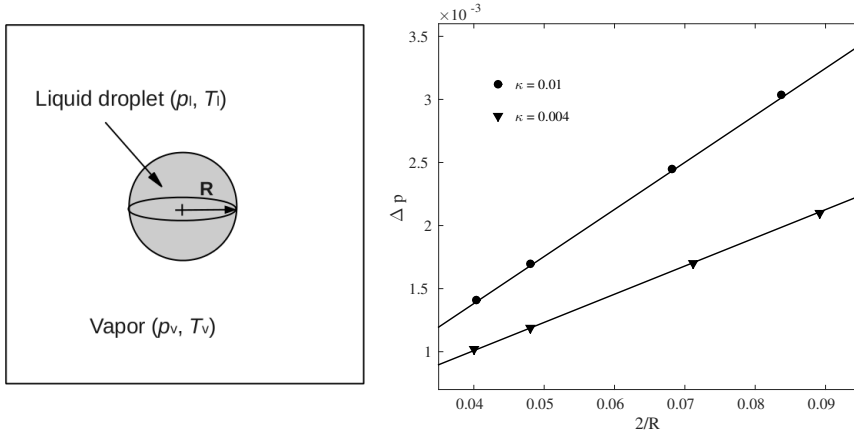 Liquid droplet (pl, Tl)
R
Vapor (pv, Tv)
×10 -3
3.5
3
2.5
2
1.5
1
Δ p
κ = 0.01
κ = 0.004
0.04 0.05 0.06 0.07 0.08 0.09
2/R